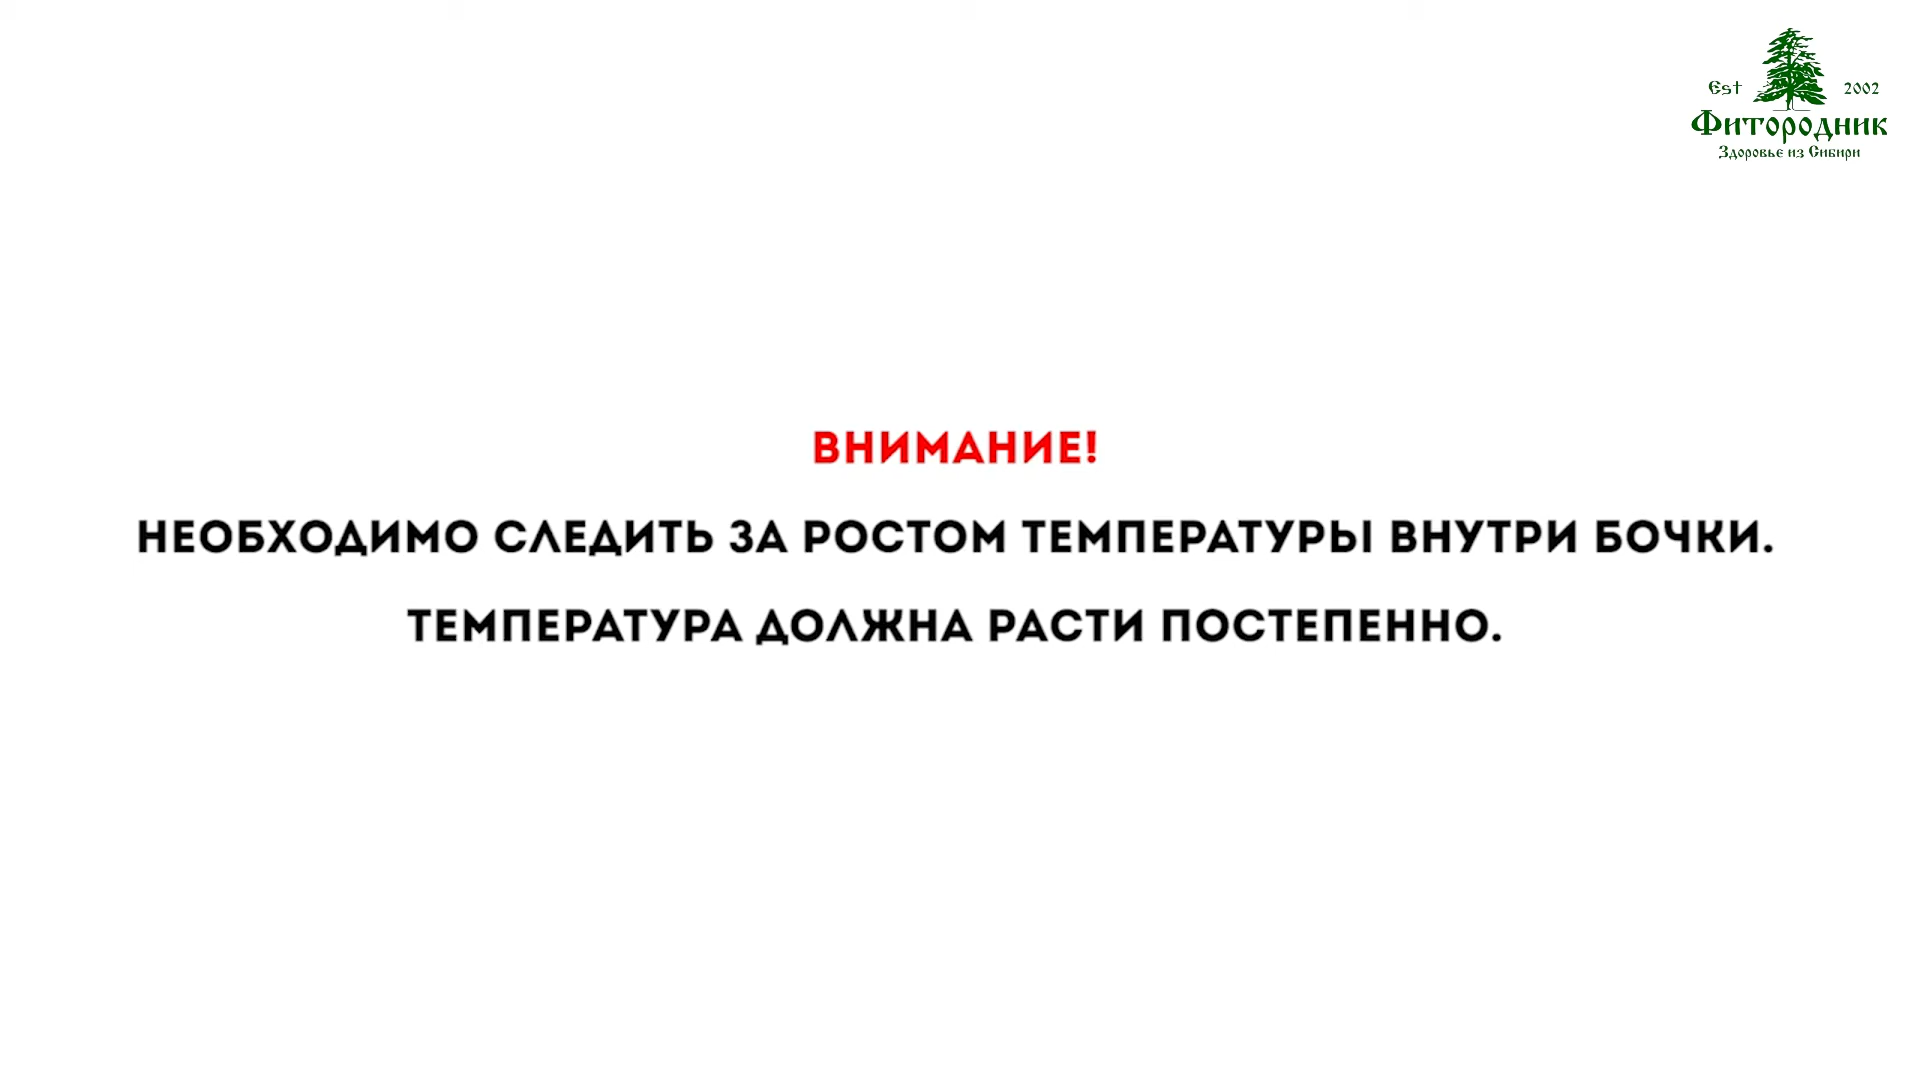 Est 2002
Фитородник
Здоровье из Сибири
ВНИМАНИЕ!
НЕОБХОДИМО СЛЕДИТЬ ЗА РОСТОМ ТЕМПЕРАТУРЫ ВНУТРИ БОЧКИ.
ТЕМПЕРАТУРА ДОЛЖНА РАСТИ ПОСТЕПЕННО.